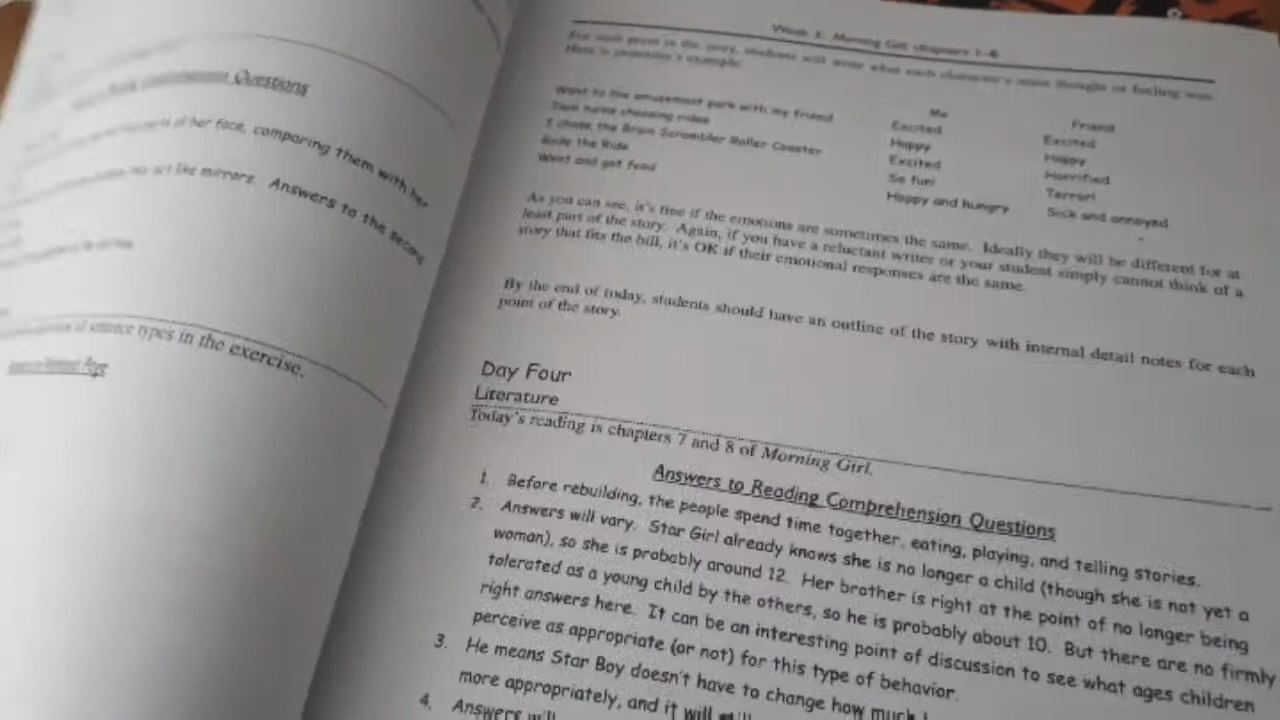 Questions
of her face, comparing them with her
act like mirrors. Answers to the second
of sentence types in the exercise.
Week 3: Morning Girl, chapters 1-6
For each point in the story, students will write what each character's main thought or feeling was.
Here is yesterday's example:
Me Friend
Went to the amusement park with my friend Excited Excited
Took turns choosing rides Happy Happy
I chose the Brain Scrambler Roller Coaster Excited Horrified
Rode the Ride So fun! Terror!
Went and got food Happy and hungry Sick and annoyed
As you can see, it's fine if the emotions are sometimes the same. Ideally they will be different for at
least part of the story. Again, if you have a reluctant writer or your student simply cannot think of a
story that fits the bill, it's OK if their emotional responses are the same.
By the end of today, students should have an outline of the story with internal detail notes for each
point of the story.
Day Four
Literature
Today's reading is chapters 7 and 8 of Morning Girl.
Answers to Reading Comprehension Questions
1. Before rebuilding, the people spend time together, eating, playing, and telling stories.
2. Answers will vary. Star Girl already knows she is no longer a child (though she is not yet a
woman), so she is probably around 12. Her brother is right at the point of no longer being
tolerated as a young child by the others, so he is probably about 10. But there are no firmly
right answers here. It can be an interesting point of discussion to see what ages children
perceive as appropriate (or not) for this type of behavior.
3. He means Star Boy doesn't have to change how much
more appropriately, and it will still
4. Answers will